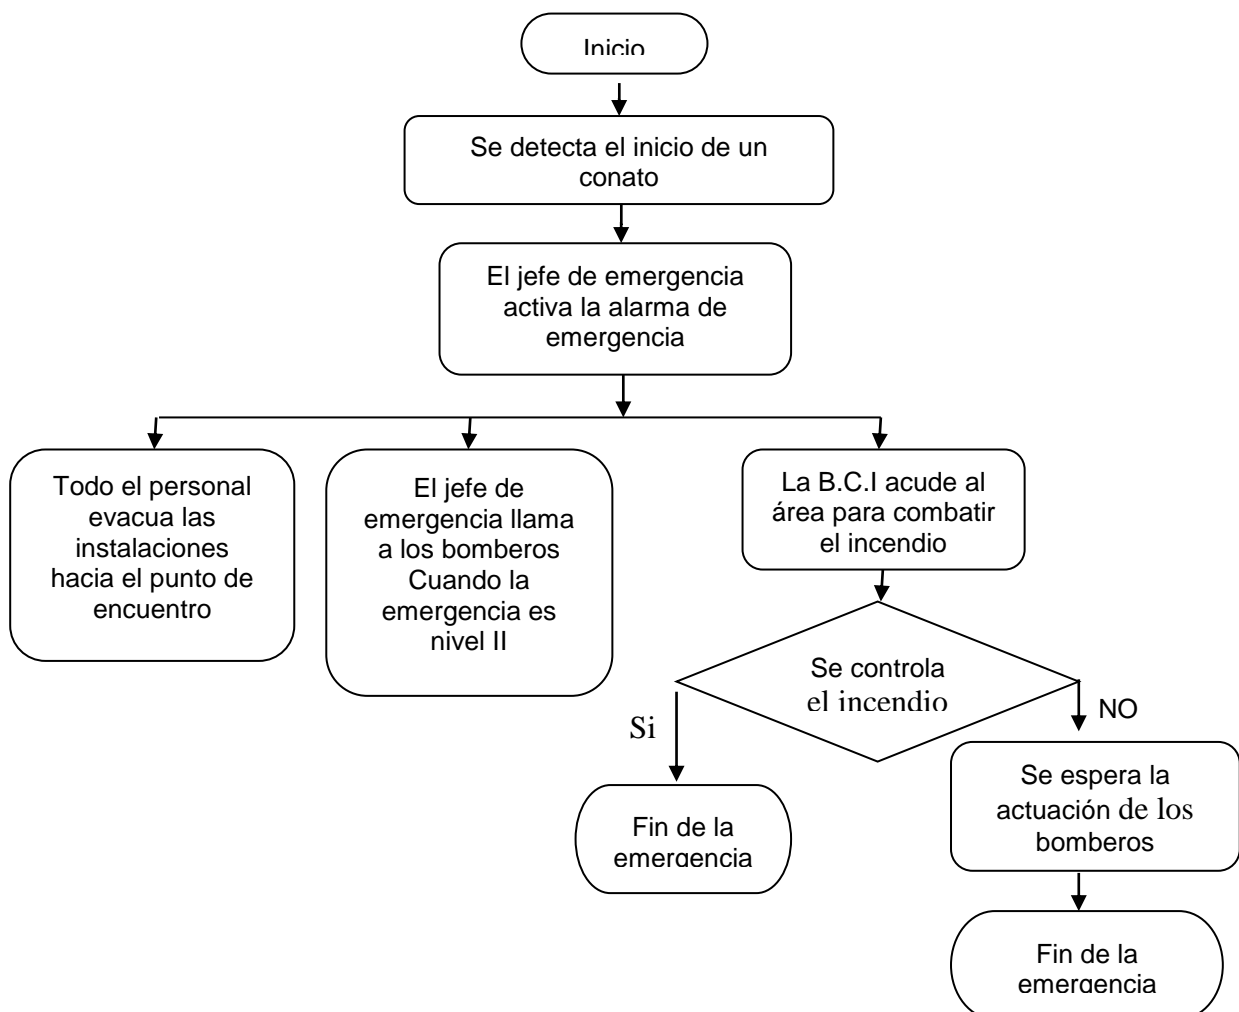 Inicio
Se detecta el inicio de un
conato
El jefe de emergencia
activa la alarma de
emergencia
Todo el personal
evacua las
instalaciones
hacia el punto de
encuentro
El jefe de
emergencia llama
a los bomberos
Cuando la
emergencia es
nivel II
La B.C.I acude al
área para combatir
el incendio
Se controla
el incendio
Si
NO
Fin de la
emergencia
Se espera la
actuación de los
bomberos
Fin de la
emergencia